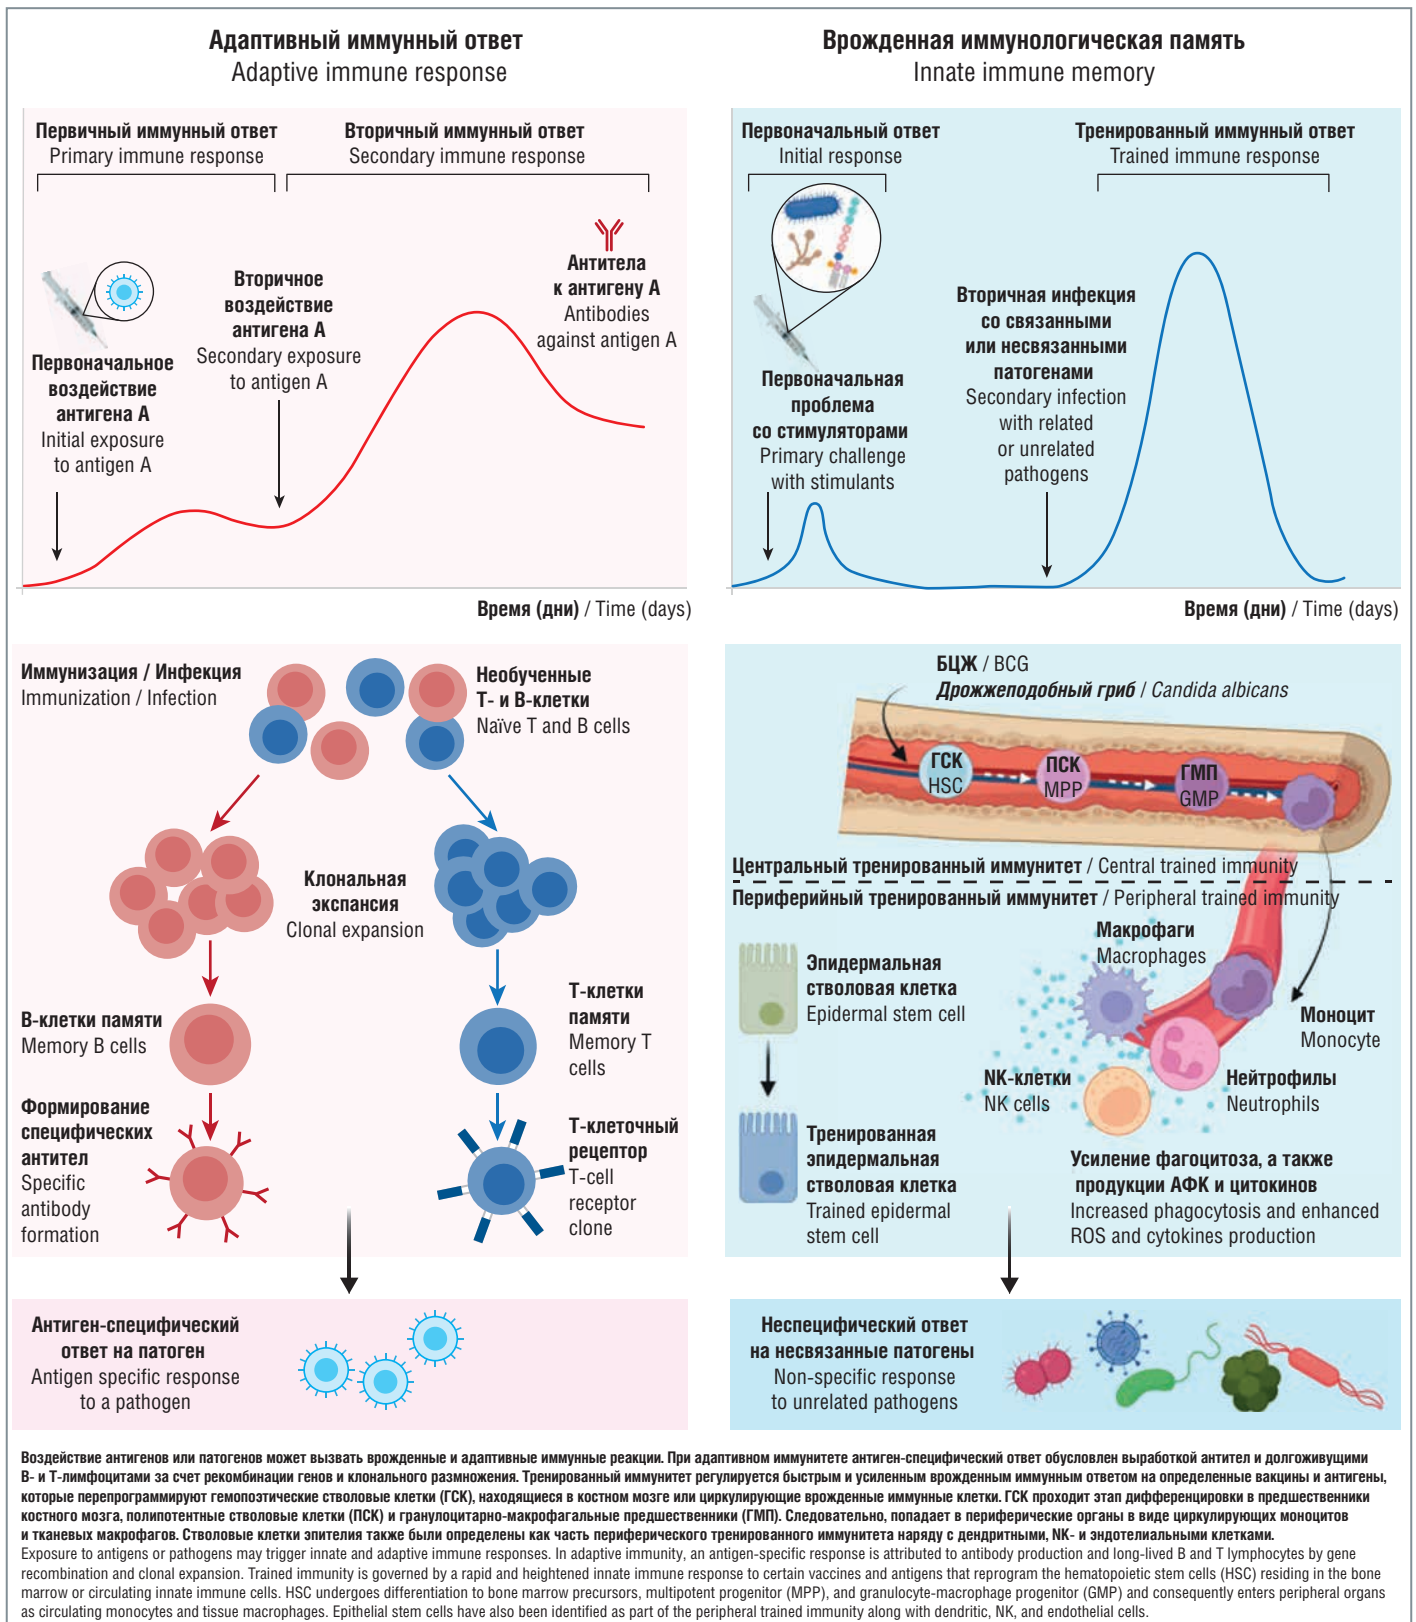 Адаптивный иммунный ответ
Adaptive immune response
Первичный иммунный ответ
Primary immune response
Вторичный иммунный ответ
Secondary immune response
Первоначальное
воздействие
антигена А
Initial exposure
to antigen A
Вторичное
воздействие
антигена А
Secondary exposure
to antigen A
Антитела
к антигену А
Antibodies
against antigen A
Время (дни) / Time (days)
Врожденная иммунологическая память
Innate immune memory
Первоначальный ответ
Initial response
Тренированный иммунный ответ
Trained immune response
Первоначальная
проблема
со стимуляторами
Primary challenge
with stimulants
Вторичная инфекция
со связанными
или несвязанными
патогенами
Secondary infection
with related
or unrelated
pathogens
Время (дни) / Time (days)
Иммунизация / Инфекция
Immunization / Infection
Необученные
Т- и В-клетки
Naïve T and B cells
Клональная
экспансия
Clonal expansion
В-клетки памяти
Memory B cells
Т-клетки
памяти
Memory T
cells
Формирование
специфических
антител
Specific
antibody
formation
Т-клеточный
рецептор
T-cell
receptor
clone
БЦЖ / BCG
Дрожжеподобный гриб / Candida albicans
ГСК
HSC
ПСК
MPP
ГМП
GMP
Центральный тренированный иммунитет / Central trained immunity
Периферийный тренированный иммунитет / Peripheral trained immunity
Эпидермальная
стволовая клетка
Epidermal stem cell
Макрофаги
Macrophages
Моноцит
Monocyte
NK-клетки
NK cells
Нейтрофилы
Neutrophils
Тренированная
эпидермальная
стволовая клетка
Trained epidermal
stem cell
Усиление фагоцитоза, а также
продукции АФК и цитокинов
Increased phagocytosis and enhanced
ROS and cytokines production
Антиген-специфический
ответ на патоген
Antigen specific response
to a pathogen
Неспецифический ответ
на несвязанные патогены
Non-specific response
to unrelated pathogens
Воздействие антигенов или патогенов может вызвать врожденные и адаптивные иммунные реакции. При адаптивном иммунитете антиген-специфический ответ обусловлен выработкой антител и долгоживущими
В- и Т-лимфоцитами за счет рекомбинации генов и клонального размножения. Тренированный иммунитет регулируется быстрым и усиленным врожденным иммунным ответом на определенные вакцины и антигены,
которые перепрограммируют гемопоэтические стволовые клетки (ГСК), находящиеся в костном мозге или циркулирующие врожденные иммунные клетки. ГСК проходит этап дифференцировки в предшественники
костного мозга, полипотентные стволовые клетки (ПСК) и гранулоцитарно-макрофагальные предшественники (ГМП). Следовательно, попадает в периферические органы в виде циркулирующих моноцитов
и тканевых макрофагов. Стволовые клетки эпителия также были определены как часть периферического тренированного иммунитета наряду с дендритными, NK- и эндотелиальными клетками.
Exposure to antigens or pathogens may trigger innate and adaptive immune responses. In adaptive immunity, an antigen-specific response is attributed to antibody production and long-lived B and T lymphocytes by gene
recombination and clonal expansion. Trained immunity is governed by a rapid and heightened innate immune response to certain vaccines and antigens that reprogram the hematopoietic stem cells (HSC) residing in the bone
marrow or circulating innate immune cells. HSC undergoes differentiation to bone marrow precursors, multipotent progenitor (MPP), and granulocyte-macrophage progenitor (GMP) and consequently enters peripheral organs
as circulating monocytes and tissue macrophages. Epithelial stem cells have also been identified as part of the peripheral trained immunity along with dendritic, NK, and endothelial cells.